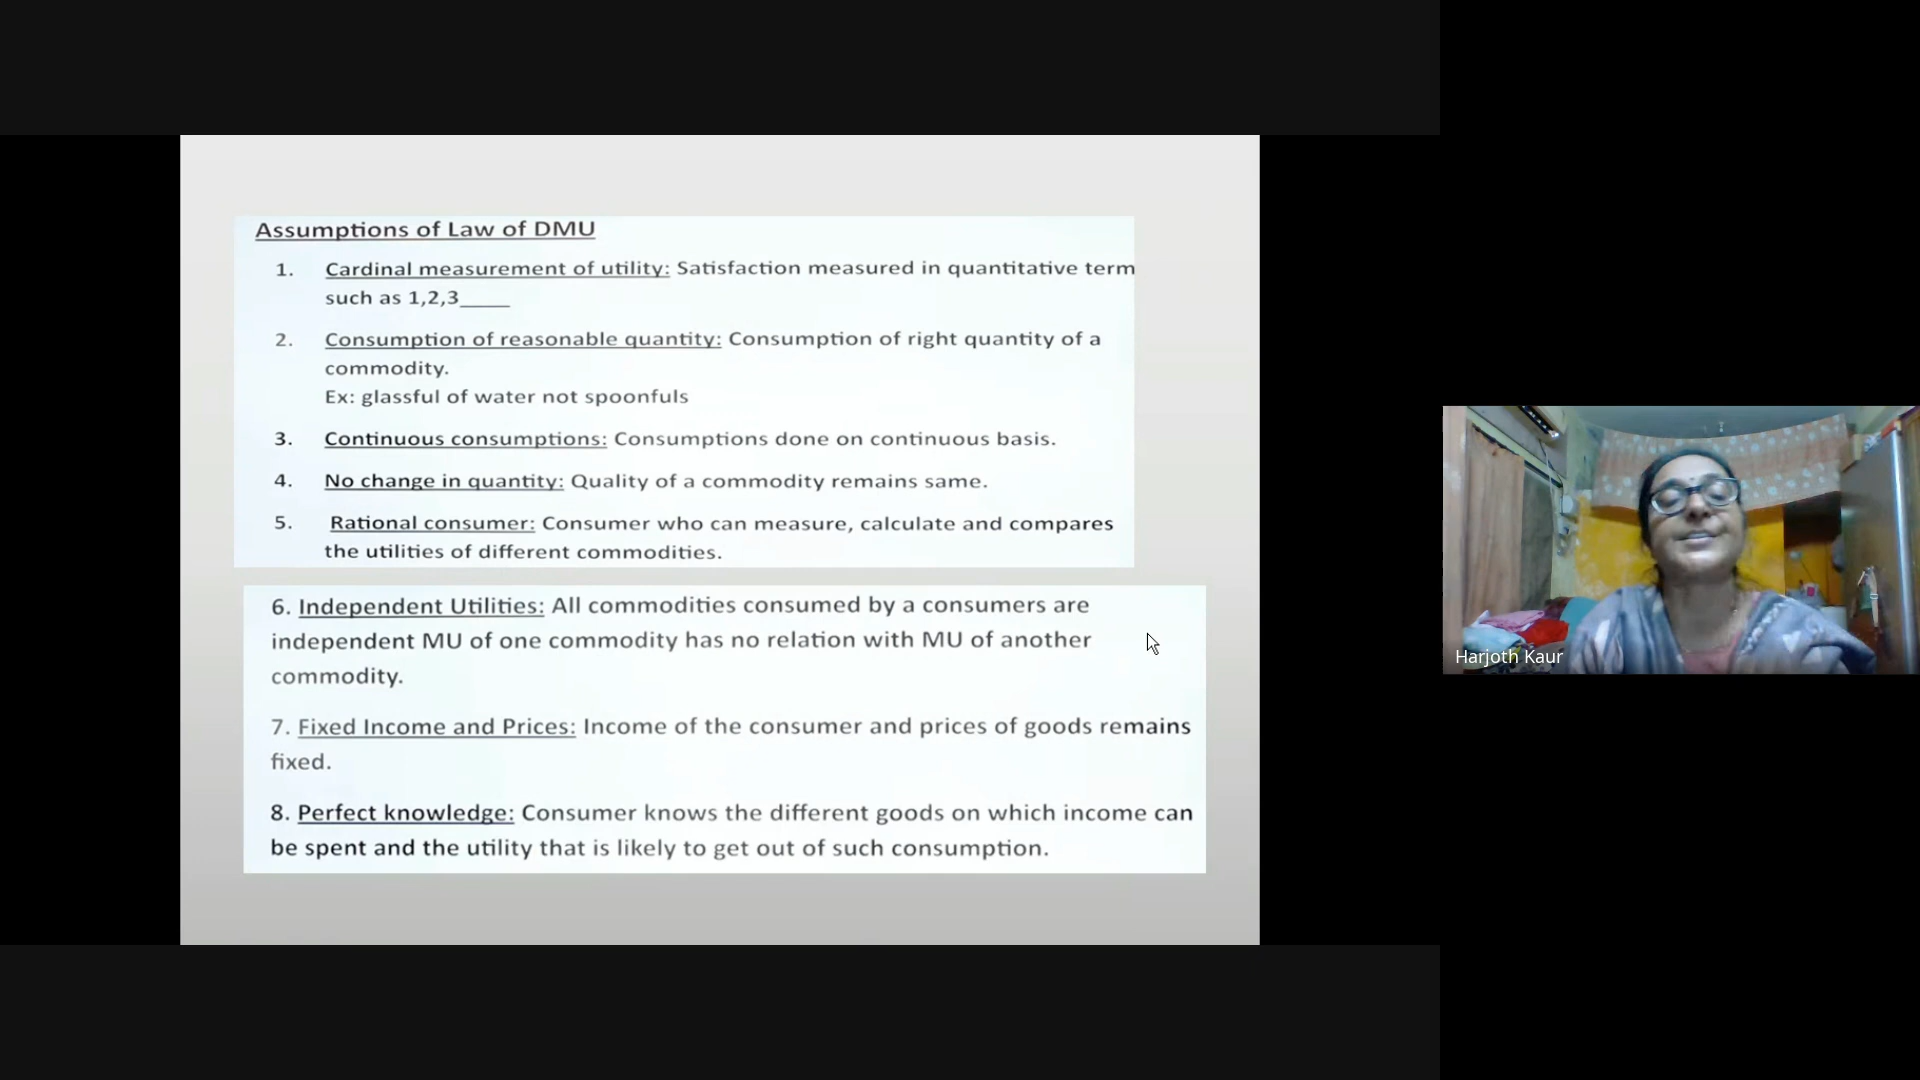 Assumptions of Law of DMU
1. Cardinal measurement of utility: Satisfaction measured in quantitative term
such as 1,2,3____
2. Consumption of reasonable quantity: Consumption of right quantity of a
commodity.
Ex: glassful of water not spoonfuls
3. Continuous consumptions: Consumptions done on continuous basis.
4. No change in quantity: Quality of a commodity remains same.
5. Rational consumer: Consumer who can measure, calculate and compares
the utilities of different commodities.
6. Independent Utilities: All commodities consumed by a consumers are
independent MU of one commodity has no relation with MU of another
commodity.
7. Fixed Income and Prices: Income of the consumer and prices of goods remains
fixed.
8. Perfect knowledge: Consumer knows the different goods on which income can
be spent and the utility that is likely to get out of such consumption.
Harjoth Kaur